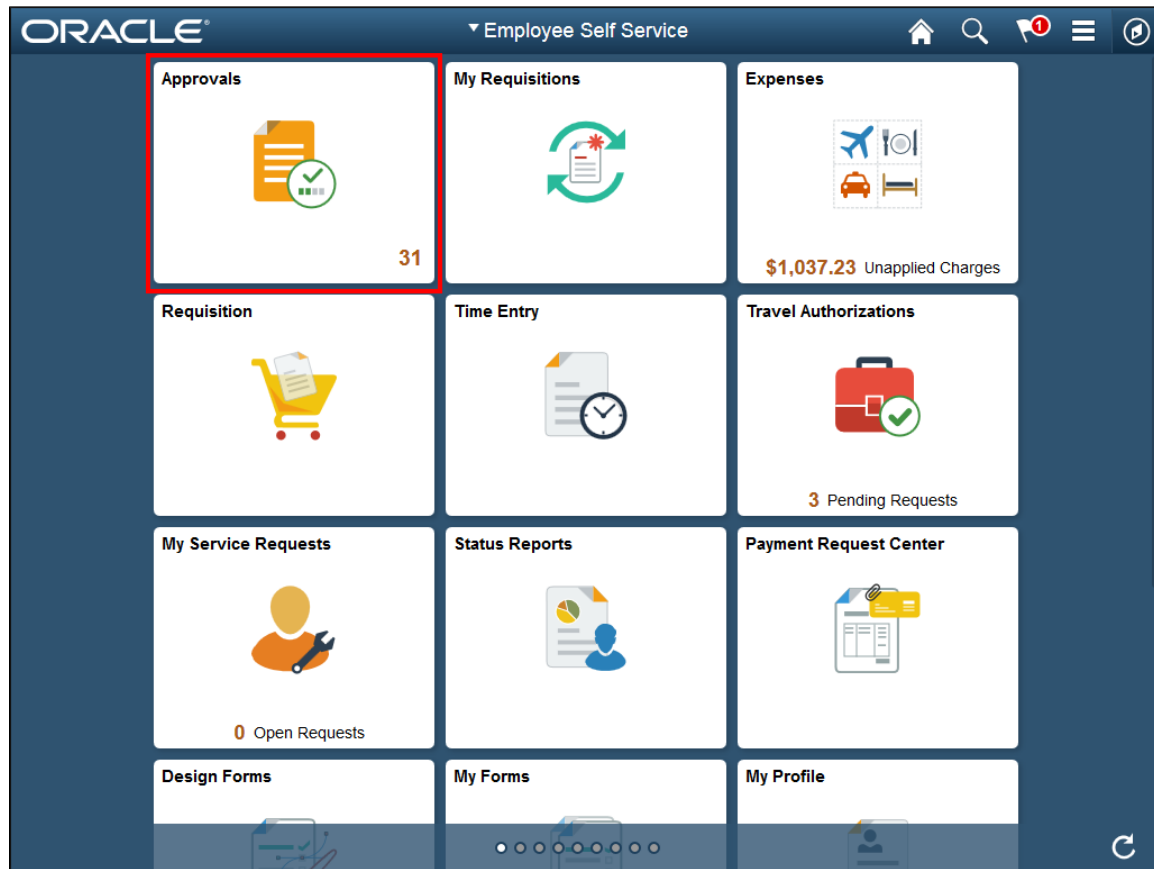 ORACLE®
Employee Self Service
1
Approvals
31
My Requisitions
Expenses
$1,037.23 Unapplied Charges
Requisition
Time Entry
Travel Authorizations
3 Pending Requests
My Service Requests
0 Open Requests
Status Reports
Payment Request Center
Design Forms
My Forms
My Profile